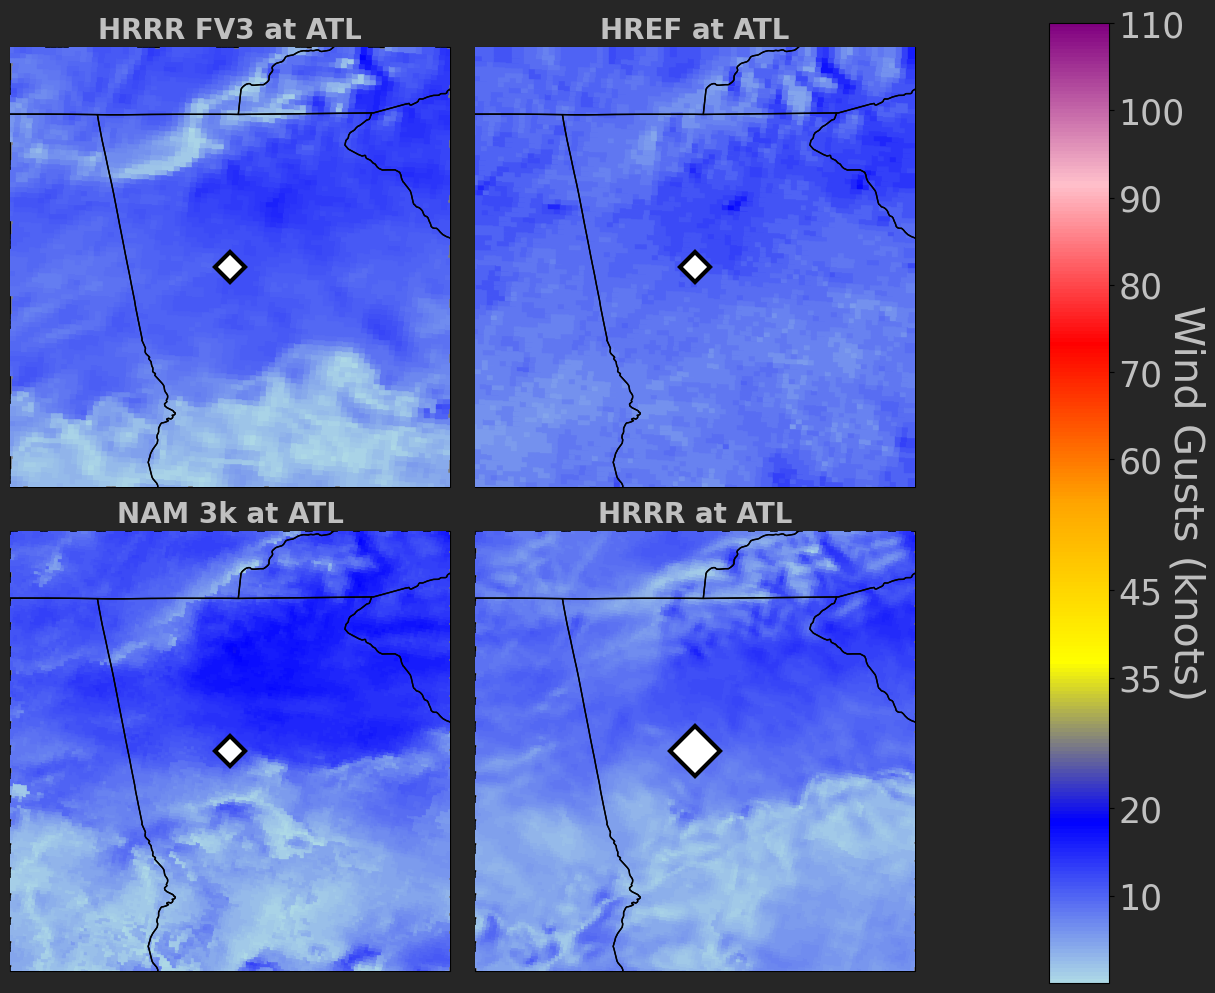 HRRR FV3 at ATL
HREF at ATL
NAM 3k at ATL
HRRR at ATL
110
100
90
80
70
60
45
35
20
10
Wind Gusts (knots)